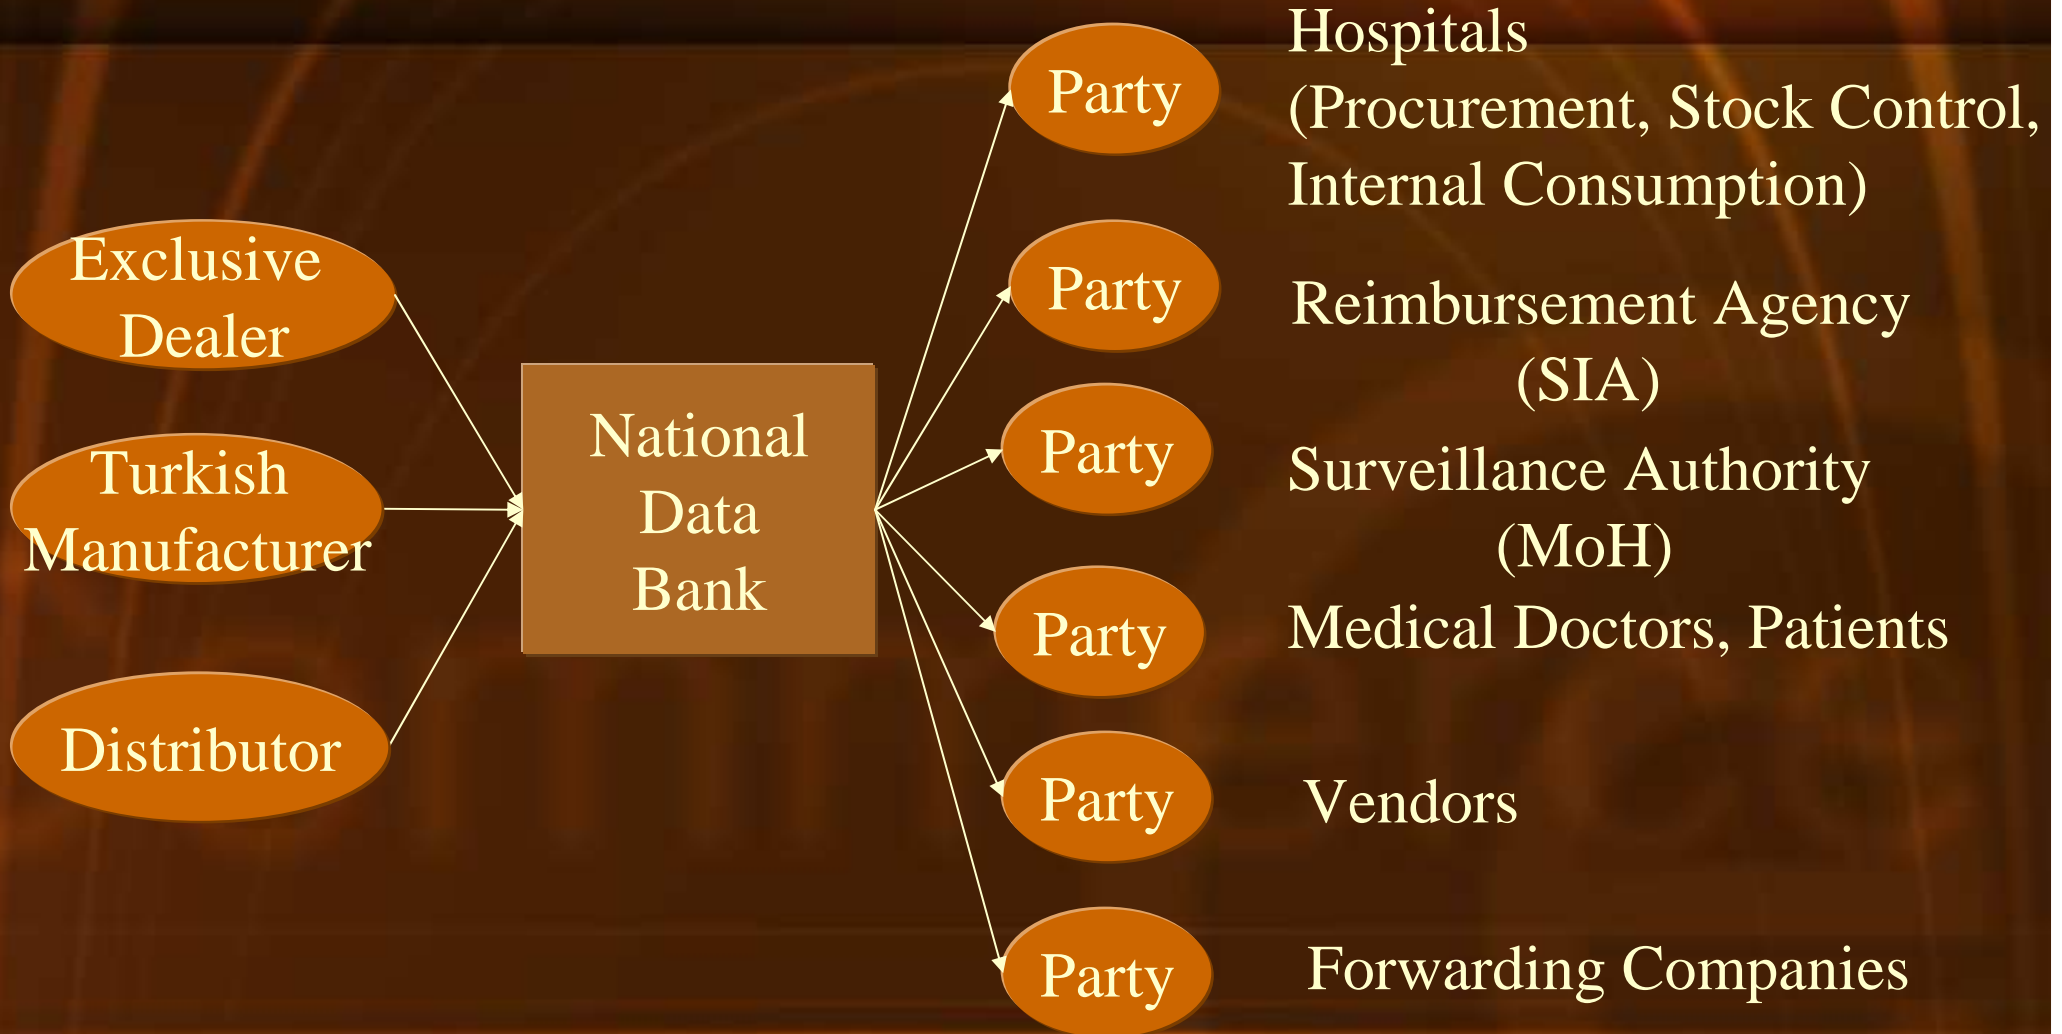 Exclusive
Dealer
Turkish
Manufacturer
Distributor
National
Data
Bank
Party
Hospitals
(Procurement, Stock Control,
Internal Consumption)
Party
Reimbursement Agency
(SIA)
Party
Surveillance Authority
(MoH)
Party
Medical Doctors, Patients
Party
Vendors
Party
Forwarding Companies